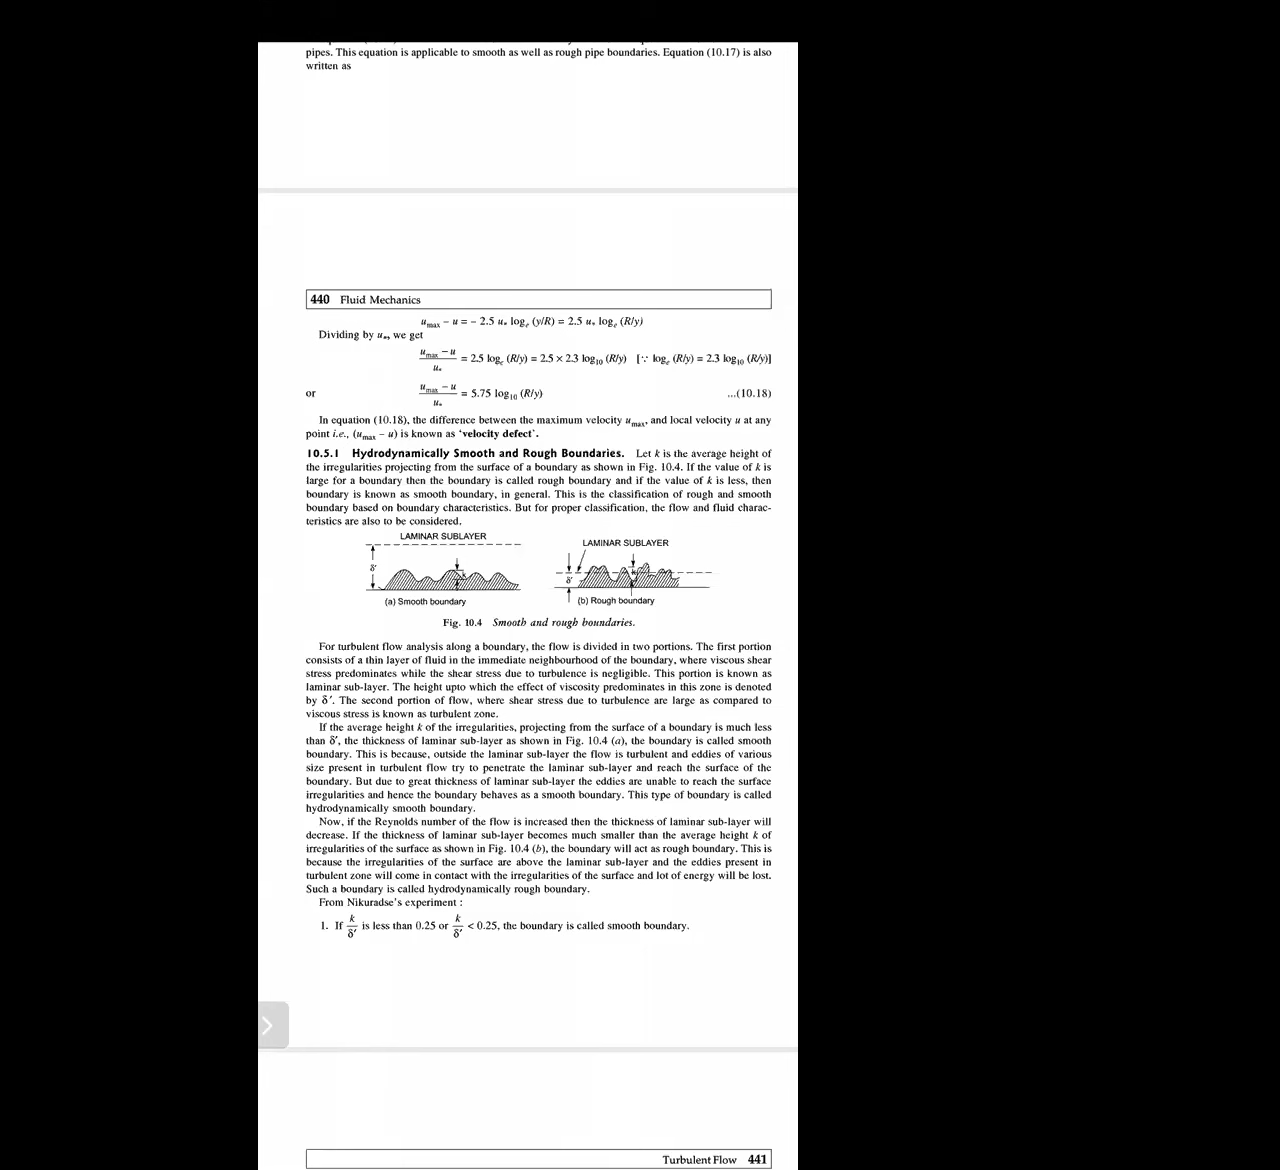 pipes. This equation is applicable to smooth as well as rough pipe boundaries. Equation (10.17) is also
written as
440 Fluid Mechanics
u_max − u = − 2.5 u* log_e (y/R) = 2.5 u* log_e (R/y)
Dividing by u*, we get
(u_max − u)/u* = 2.5 log_e (R/y) = 2.5 × 2.3 log_10 (R/y) [∵ log_e (R/y) = 2.3 log_10 (R/y)]
or (u_max − u)/u* = 5.75 log_10 (R/y) ...(10.18)
In equation (10.18), the difference between the maximum velocity u_max, and local velocity u at any
point i.e., (u_max − u) is known as 'velocity defect'.
10.5.1 Hydrodynamically Smooth and Rough Boundaries. Let k is the average height of
the irregularities projecting from the surface of a boundary as shown in Fig. 10.4. If the value of k is
large for a boundary then the boundary is called rough boundary and if the value of k is less, then
boundary is known as smooth boundary, in general. This is the classification of rough and smooth
boundary based on boundary characteristics. But for proper classification, the flow and fluid charac-
teristics are also to be considered.
LAMINAR SUBLAYER
δ′
k
(a) Smooth boundary
LAMINAR SUBLAYER
δ′
k
(b) Rough boundary
Fig. 10.4 Smooth and rough boundaries.
For turbulent flow analysis along a boundary, the flow is divided in two portions. The first portion
consists of a thin layer of fluid in the immediate neighbourhood of the boundary, where viscous shear
stress predominates while the shear stress due to turbulence is negligible. This portion is known as
laminar sub-layer. The height upto which the effect of viscosity predominates in this zone is denoted
by δ′. The second portion of flow, where shear stress due to turbulence are large as compared to
viscous stress is known as turbulent zone.
If the average height k of the irregularities, projecting from the surface of a boundary is much less
than δ′, the thickness of laminar sub-layer as shown in Fig. 10.4 (a), the boundary is called smooth
boundary. This is because, outside the laminar sub-layer the flow is turbulent and eddies of various
size present in turbulent flow try to penetrate the laminar sub-layer and reach the surface of the
boundary. But due to great thickness of laminar sub-layer the eddies are unable to reach the surface
irregularities and hence the boundary behaves as a smooth boundary. This type of boundary is called
hydrodynamically smooth boundary.
Now, if the Reynolds number of the flow is increased then the thickness of laminar sub-layer will
decrease. If the thickness of laminar sub-layer becomes much smaller than the average height k of
irregularities of the surface as shown in Fig. 10.4 (b), the boundary will act as rough boundary. This is
because the irregularities of the surface are above the laminar sub-layer and the eddies present in
turbulent zone will come in contact with the irregularities of the surface and lot of energy will be lost.
Such a boundary is called hydrodynamically rough boundary.
From Nikuradse's experiment :
1. If k/δ′ is less than 0.25 or k/δ′ < 0.25, the boundary is called smooth boundary.
Turbulent Flow 441